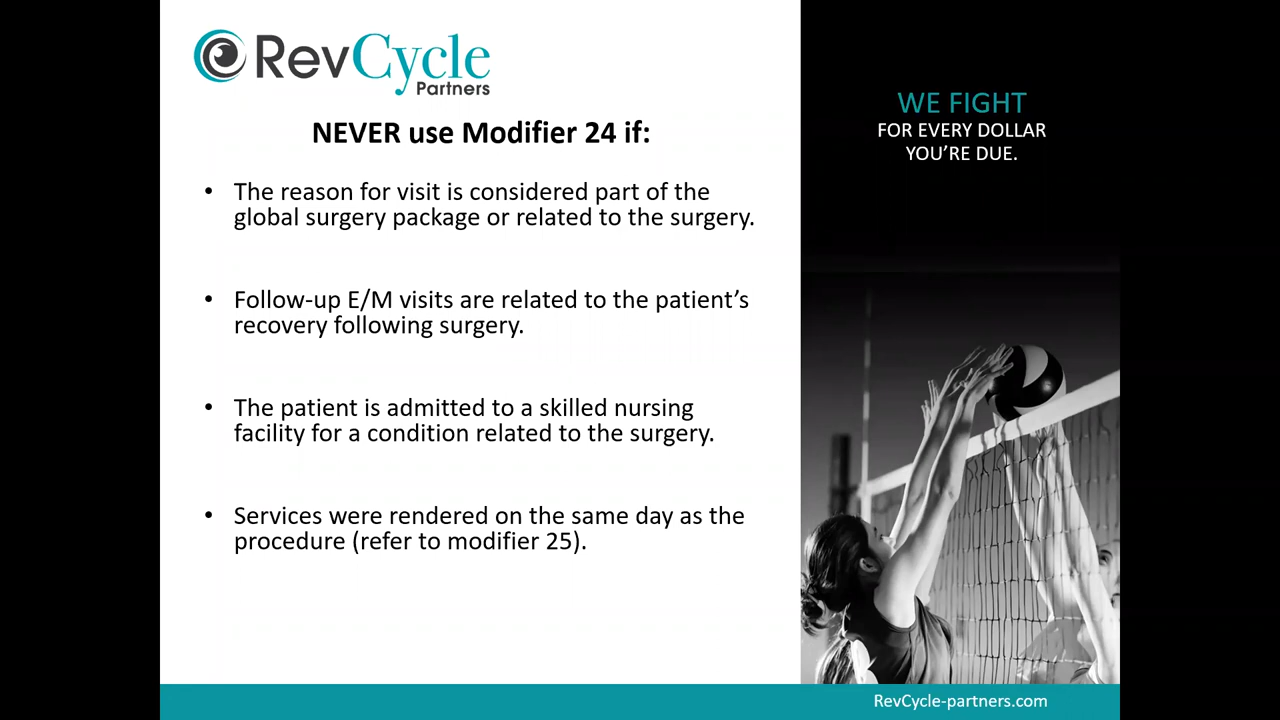 RevCycle
Partners
NEVER use Modifier 24 if:
• The reason for visit is considered part of the
global surgery package or related to the surgery.
• Follow-up E/M visits are related to the patient’s
recovery following surgery.
• The patient is admitted to a skilled nursing
facility for a condition related to the surgery.
• Services were rendered on the same day as the
procedure (refer to modifier 25).
WE FIGHT
FOR EVERY DOLLAR
YOU’RE DUE.
RevCycle-partners.com